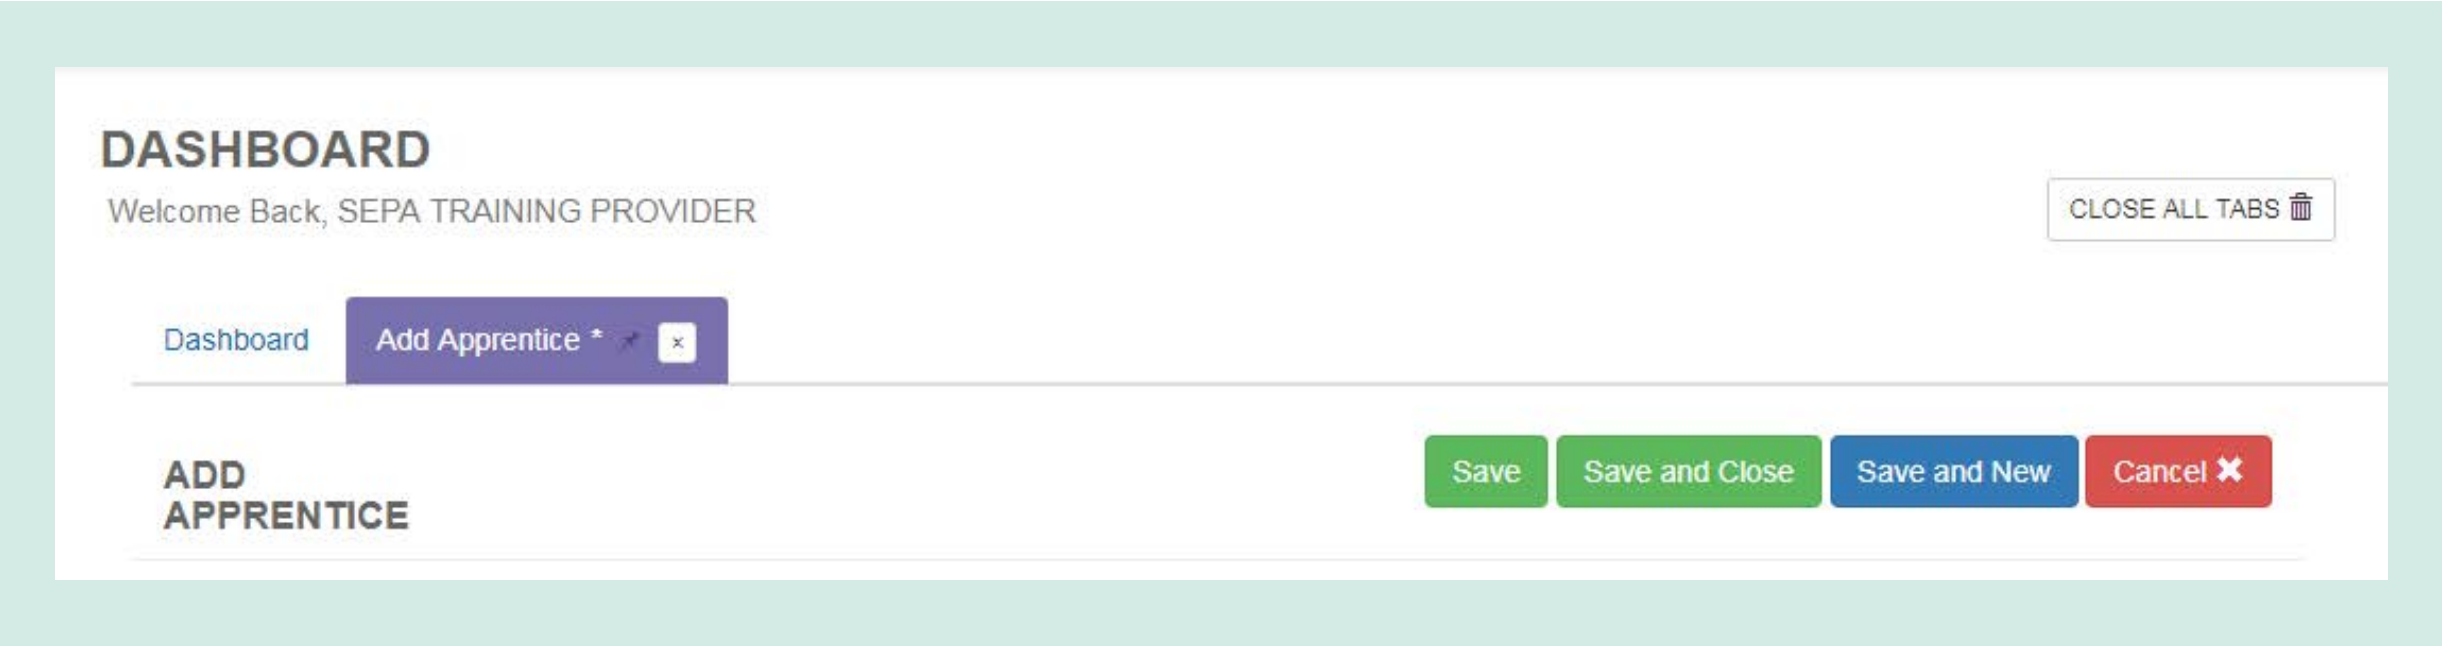 DASHBOARD
Welcome Back, SEPA TRAINING PROVIDER
CLOSE ALL TABS
Dashboard
Add Apprentice *
ADD
APPRENTICE
Save
Save and Close
Save and New
Cancel